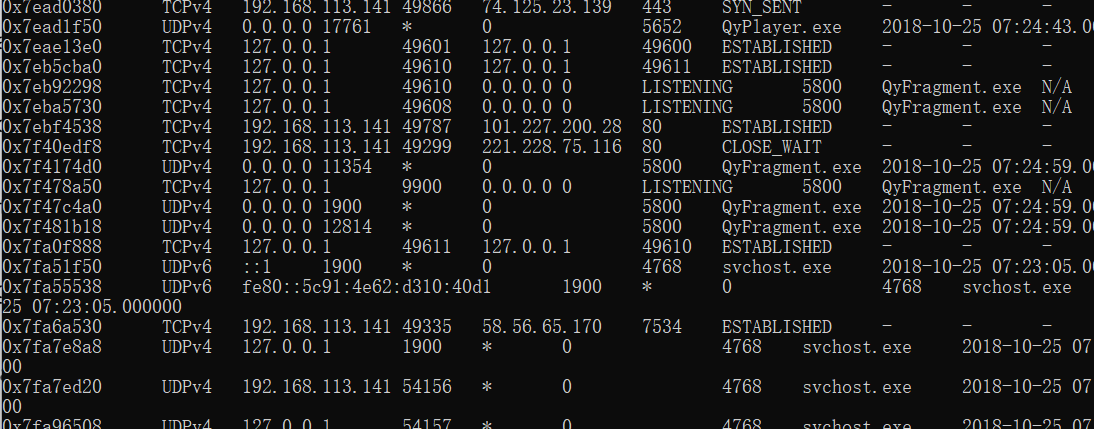 0x7ead0380 TCPv4 192.168.113.141 49866 74.125.23.139 443 SYN_SENT - - -
0x7ead1f50 UDPv4 0.0.0.0 17761 * 0 5652 QyPlayer.exe 2018-10-25 07:24:43.00
0x7eae13e0 TCPv4 127.0.0.1 49601 127.0.0.1 49600 ESTABLISHED - - -
0x7eb5cba0 TCPv4 127.0.0.1 49610 127.0.0.1 49611 ESTABLISHED - - -
0x7eb92298 TCPv4 127.0.0.1 49610 0.0.0.0 0 LISTENING 5800 QyFragment.exe N/A
0x7eba5730 TCPv4 127.0.0.1 49608 0.0.0.0 0 LISTENING 5800 QyFragment.exe N/A
0x7ebf4538 TCPv4 192.168.113.141 49787 101.227.200.28 80 ESTABLISHED - - -
0x7f40edf8 TCPv4 192.168.113.141 49299 221.228.75.116 80 CLOSE_WAIT - - -
0x7f4174d0 UDPv4 0.0.0.0 11354 * 0 5800 QyFragment.exe 2018-10-25 07:24:59.00
0x7f478a50 TCPv4 127.0.0.1 9900 0.0.0.0 0 LISTENING 5800 QyFragment.exe N/A
0x7f47c4a0 UDPv4 0.0.0.0 1900 * 0 5800 QyFragment.exe 2018-10-25 07:24:59.00
0x7f481b18 UDPv4 0.0.0.0 12814 * 0 5800 QyFragment.exe 2018-10-25 07:24:59.00
0x7fa0f888 TCPv4 127.0.0.1 49611 127.0.0.1 49610 ESTABLISHED - - -
0x7fa51f50 UDPv6 ::1 1900 * 0 4768 svchost.exe 2018-10-25 07:23:05.00
0x7fa55538 UDPv6 fe80::5c91:4e62:d310:40d1 1900 * 0 4768 svchost.exe
25 07:23:05.000000
0x7fa6a530 TCPv4 192.168.113.141 49335 58.56.65.170 7534 ESTABLISHED - - -
0x7fa7e8a8 UDPv4 127.0.0.1 1900 * 0 4768 svchost.exe 2018-10-25 07
00
0x7fa7ed20 UDPv4 192.168.113.141 54156 * 0 4768 svchost.exe 2018-10-25 07
00
0x7fa96508 UDPv4 127.0.0.1 54157 * 0 4768 svchost.exe 2018-10-25 07